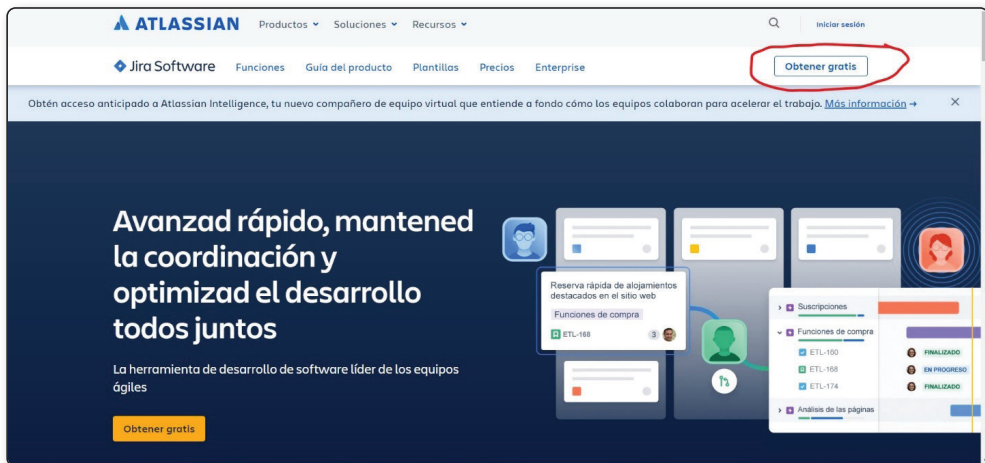 ATLASSIAN Productos Soluciones Recursos Iniciar sesión
Jira Software Funciones Guía del producto Plantillas Precios Enterprise Obtener gratis
Obtén acceso anticipado a Atlassian Intelligence, tu nuevo compañero de equipo virtual que entiende a fondo cómo los equipos colaboran para acelerar el trabajo. Más información →
Avanzad rápido, mantened
la coordinación y
optimizad el desarrollo
todos juntos
La herramienta de desarrollo de software líder de los equipos
ágiles
Obtener gratis
Reserva rápida de alojamientos
destacados en el sitio web
Funciones de compra
ETL-168 3
Suscripciones
Funciones de compra
ETL-160 FINALIZADO
ETL-168 EN PROGRESO
ETL-174 FINALIZADO
Análisis de las páginas